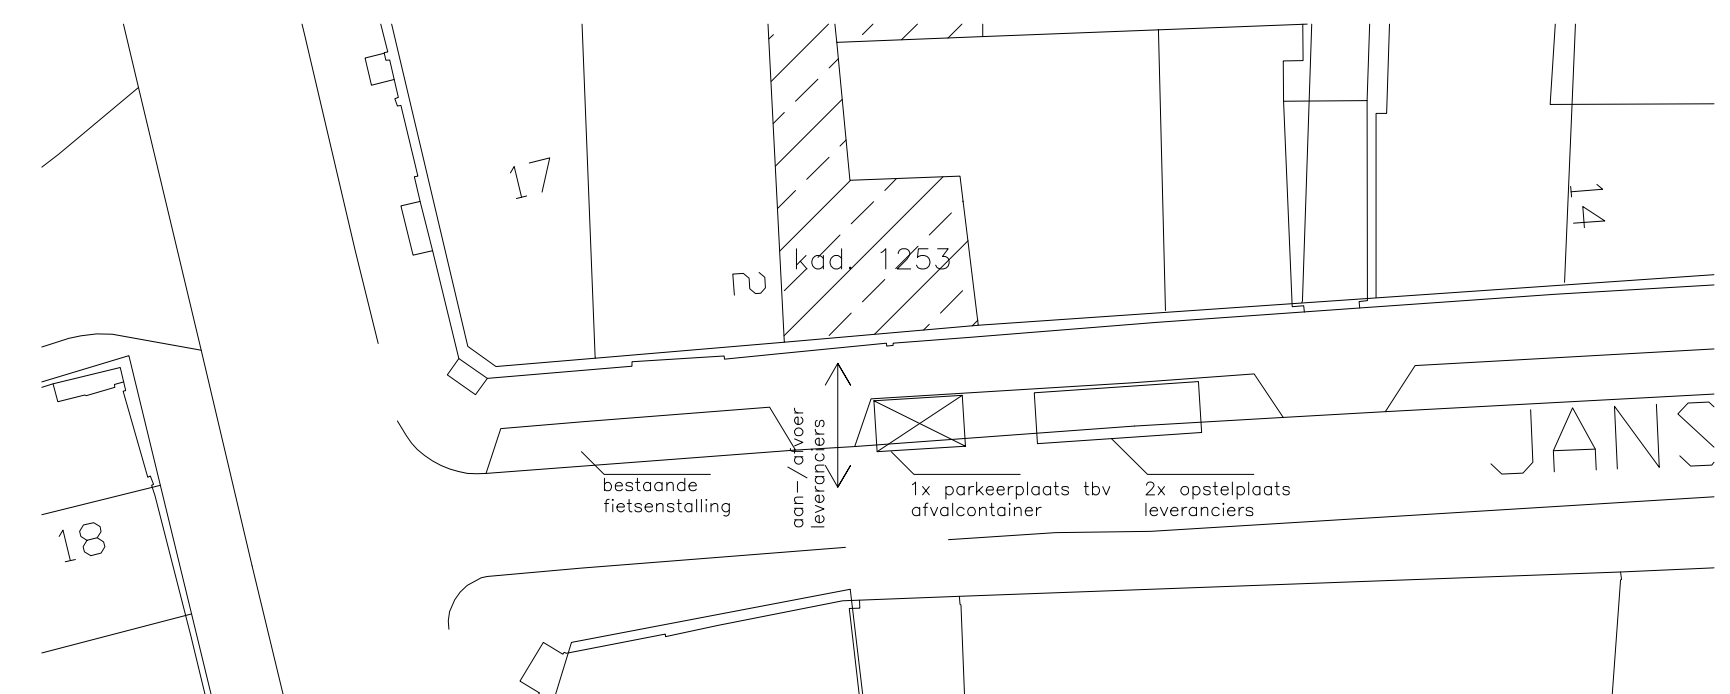 17
14
kad. 1253
2
JANS
aan-/afvoer
leveranciers
bestaande
fietsenstalling
1x parkeerplaats tbv
afvalcontainer
2x opstelplaats
leveranciers
18